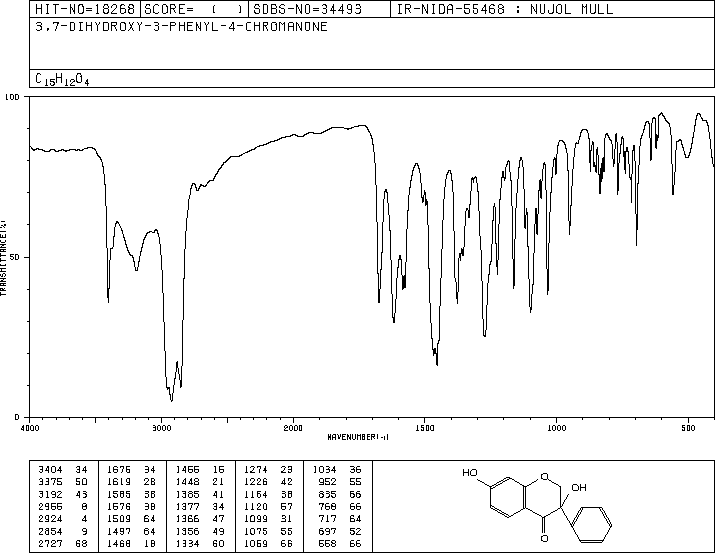 HIT-NO=18268 SCORE= ( ) SDBS-NO=34493 IR-NIDA-55468 : NUJOL MULL
3,7-DIHYDROXY-3-PHENYL-4-CHROMANONE
C15H12O4
100
50
0
TRANSMITTANCE(%)
4000 3000 2000 1500 1000 500
WAVENUMBER(-1)
3404 34 1676 34 1466 16 1274 23 1034 36
3375 50 1619 28 1448 21 1226 42 952 55
3192 43 1585 38 1385 41 1164 38 835 66
2955 8 1576 38 1377 34 1120 57 768 66
2924 4 1509 64 1366 47 1099 31 717 64
2854 9 1497 64 1356 49 1075 55 697 52
2727 68 1468 18 1334 60 1059 66 558 66
HO
O
OH
O